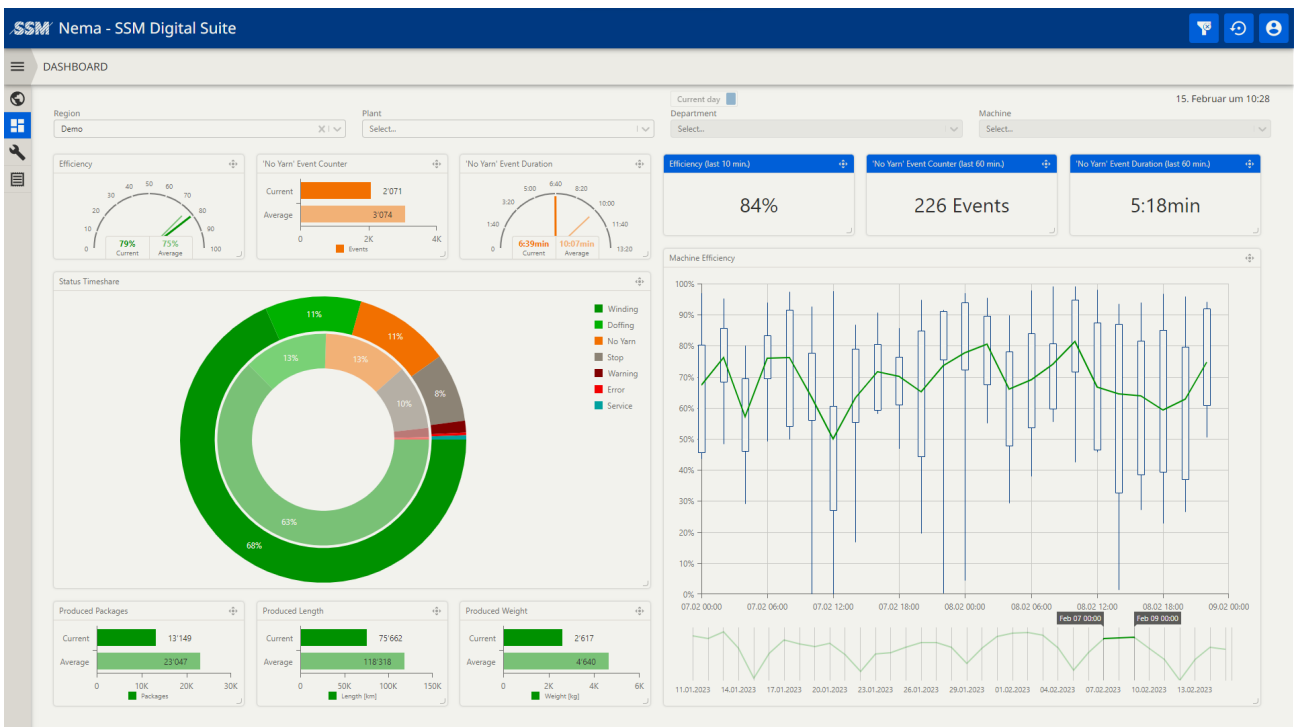 SSM Nema - SSM Digital Suite
DASHBOARD
Current day
15. Februar um 10:28
Region
Plant
Department
Machine
Demo
Select...
Select...
Select...
Efficiency
0
10
20
30
40
50
60
70
80
90
100
79%
Current
75%
Average
'No Yarn' Event Counter
Current
2'071
Average
3'074
0
2K
4K
Events
'No Yarn' Event Duration
0
1:40
3:20
5:00
6:40
8:20
10:00
11:40
13:20
6:39min
Current
10:07min
Average
Efficiency (last 10 min.)
84%
'No Yarn' Event Counter (last 60 min.)
226 Events
'No Yarn' Event Duration (last 60 min.)
5:18min
Status Timeshare
11%
11%
8%
68%
13%
13%
10%
63%
Winding
Doffing
No Yarn
Stop
Warning
Error
Service
Machine Efficiency
100%
90%
80%
70%
60%
50%
40%
30%
20%
10%
0%
07.02 00:00
07.02 06:00
07.02 12:00
07.02 18:00
08.02 00:00
08.02 06:00
08.02 12:00
08.02 18:00
09.02 00:00
Feb 07 00:00
Feb 09 00:00
11.01.2023
14.01.2023
17.01.2023
20.01.2023
23.01.2023
26.01.2023
29.01.2023
01.02.2023
04.02.2023
07.02.2023
10.02.2023
13.02.2023
Produced Packages
Current
13'149
Average
23'047
0
10K
20K
30K
Packages
Produced Length
Current
75'662
Average
118'318
0
50K
100K
150K
Length [km]
Produced Weight
Current
2'617
Average
4'640
0
2K
4K
6K
Weight [kg]